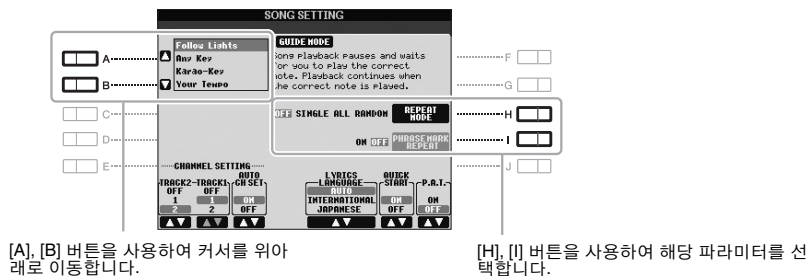 SONG SETTING
Follow Lights
Any Key
Karao-Key
Your Tempo
GUIDE MODE
Song Playback pauses and waits
for you to play the correct
note. Playback continues when
the correct note is played.
A
B
C
D
E
F
G
H
I
J
OFF SINGLE ALL RANDOM REPEAT MODE
ON OFF PHRASE MARK REPEAT
CHANNEL SETTING
TRACK2 TRACK1 AUTO CH SET
OFF OFF
1 1 ON
2 2 OFF
LYRICS LANGUAGE
AUTO
INTERNATIONAL
JAPANESE
QUICK START
ON
OFF
P.A.T.
ON
OFF
[A], [B] 버튼을 사용하여 커서를 위아
래로 이동합니다.
[H], [I] 버튼을 사용하여 해당 파라미터를 선
택합니다.